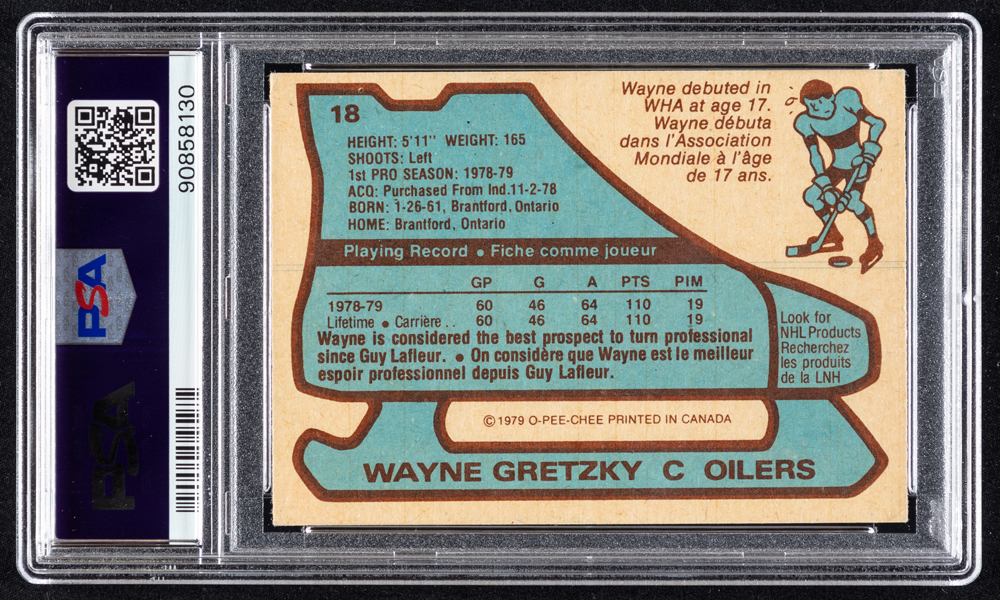 90858130
PSA
PSA
18
HEIGHT: 5'11" WEIGHT: 165
SHOOTS: Left
1st PRO SEASON: 1978-79
ACQ: Purchased From Ind.11-2-78
BORN: 1-26-61, Brantford, Ontario
HOME: Brantford, Ontario
Wayne debuted in
WHA at age 17.
Wayne débuta
dans l'Association
Mondiale à l'âge
de 17 ans.
Playing Record • Fiche comme joueur
GP G A PTS PIM
1978-79 60 46 64 110 19
Lifetime • Carrière .. 60 46 64 110 19
Wayne is considered the best prospect to turn professional
since Guy Lafleur. • On considère que Wayne est le meilleur
espoir professionnel depuis Guy Lafleur.
Look for
NHL Products
Recherchez
les produits
de la LNH
©1979 O-PEE-CHEE PRINTED IN CANADA
WAYNE GRETZKY C OILERS